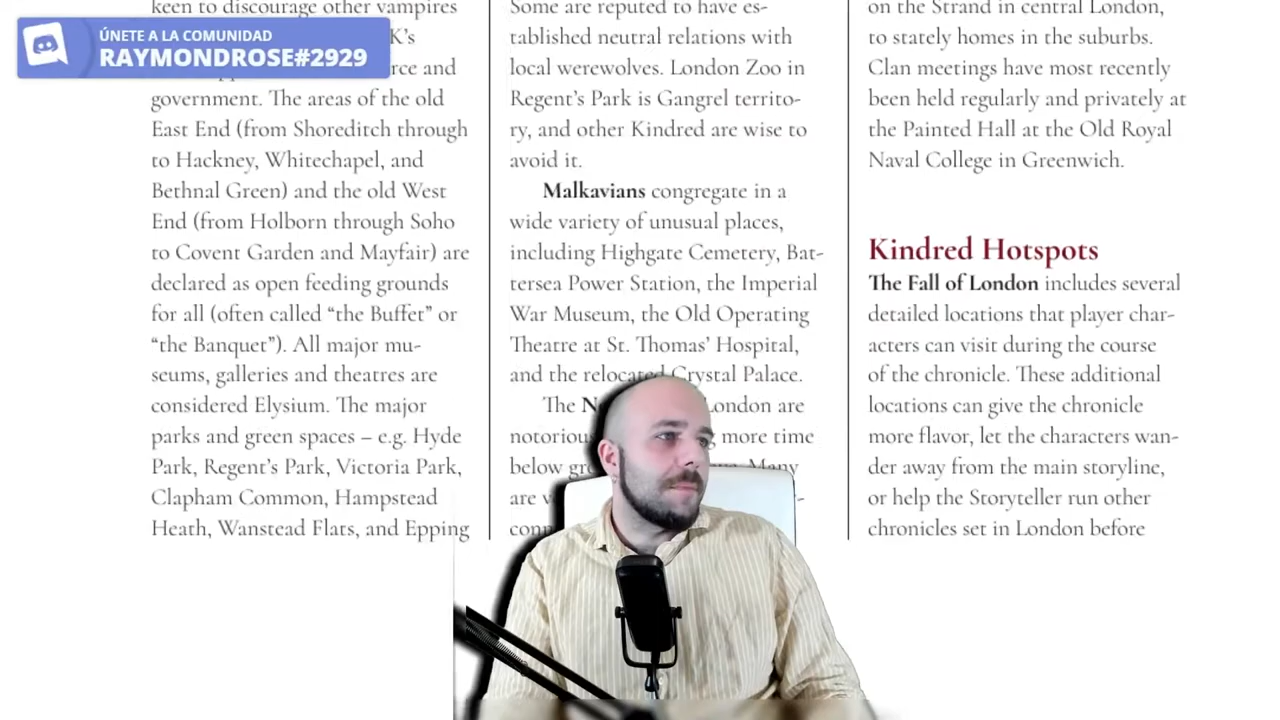 ÚNETE A LA COMUNIDAD
RAYMONDROSE#2929
keen to discourage other vampires
K's
rce and
government. The areas of the old
East End (from Shoreditch through
to Hackney, Whitechapel, and
Bethnal Green) and the old West
End (from Holborn through Soho
to Covent Garden and Mayfair) are
declared as open feeding grounds
for all (often called “the Buffet” or
“the Banquet”). All major mu-
seums, galleries and theatres are
considered Elysium. The major
parks and green spaces – e.g. Hyde
Park, Regent’s Park, Victoria Park,
Clapham Common, Hampstead
Heath, Wanstead Flats, and Epping
Some are reputed to have es-
tablished neutral relations with
local werewolves. London Zoo in
Regent’s Park is Gangrel territo-
ry, and other Kindred are wise to
avoid it.
Malkavians congregate in a
wide variety of unusual places,
including Highgate Cemetery, Bat-
tersea Power Station, the Imperial
War Museum, the Old Operating
Theatre at St. Thomas’ Hospital,
and the relocated Crystal Palace.
The London are
more time
below Many
are
on the Strand in central London,
to stately homes in the suburbs.
Clan meetings have most recently
been held regularly and privately at
the Painted Hall at the Old Royal
Naval College in Greenwich.
Kindred Hotspots
The Fall of London includes several
detailed locations that player char-
acters can visit during the course
of the chronicle. These additional
locations can give the chronicle
more flavor, let the characters wan-
der away from the main storyline,
or help the Storyteller run other
chronicles set in London before